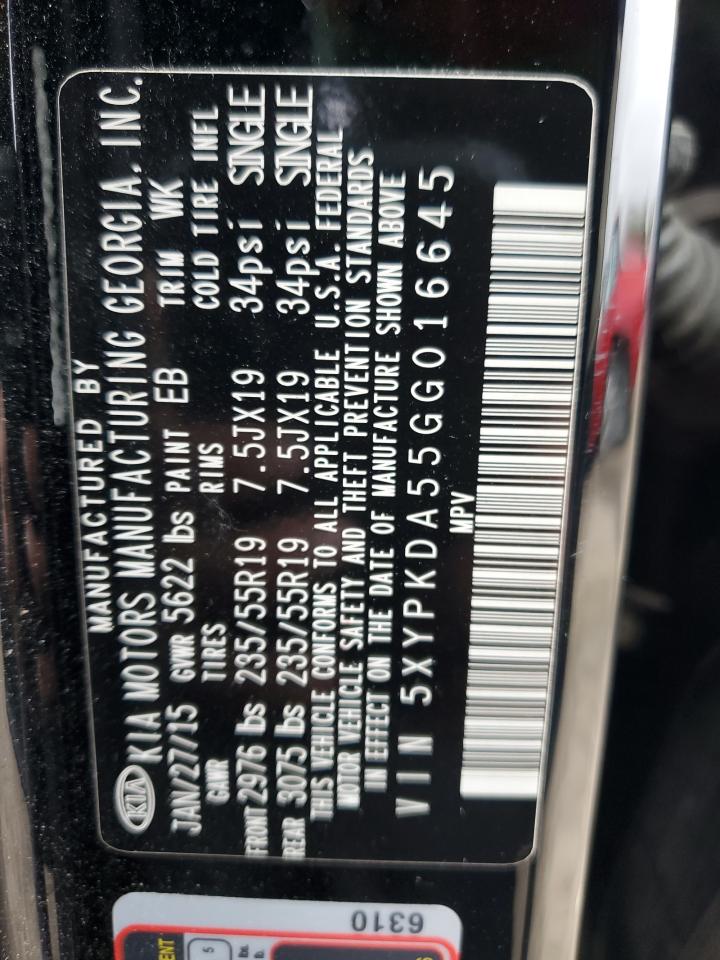 MANUFACTURED BY
KIA KIA MOTORS MANUFACTURING GEORGIA, INC.
JAN/27/15 GVWR 5622 lbs PAINT EB TRIM WK
GAWR TIRES RIMS COLD TIRE INFL
FRONT 2976 lbs 235/55R19 7.5JX19 34psi SINGLE
REAR 3075 lbs 235/55R19 7.5JX19 34psi SINGLE
THIS VEHICLE CONFORMS TO ALL APPLICABLE U.S.A. FEDERAL
MOTOR VEHICLE SAFETY AND THEFT PREVENTION STANDARDS
IN EFFECT ON THE DATE OF MANUFACTURE SHOWN ABOVE
VIN 5XYPKDA55GG016645
MPV
6310
5